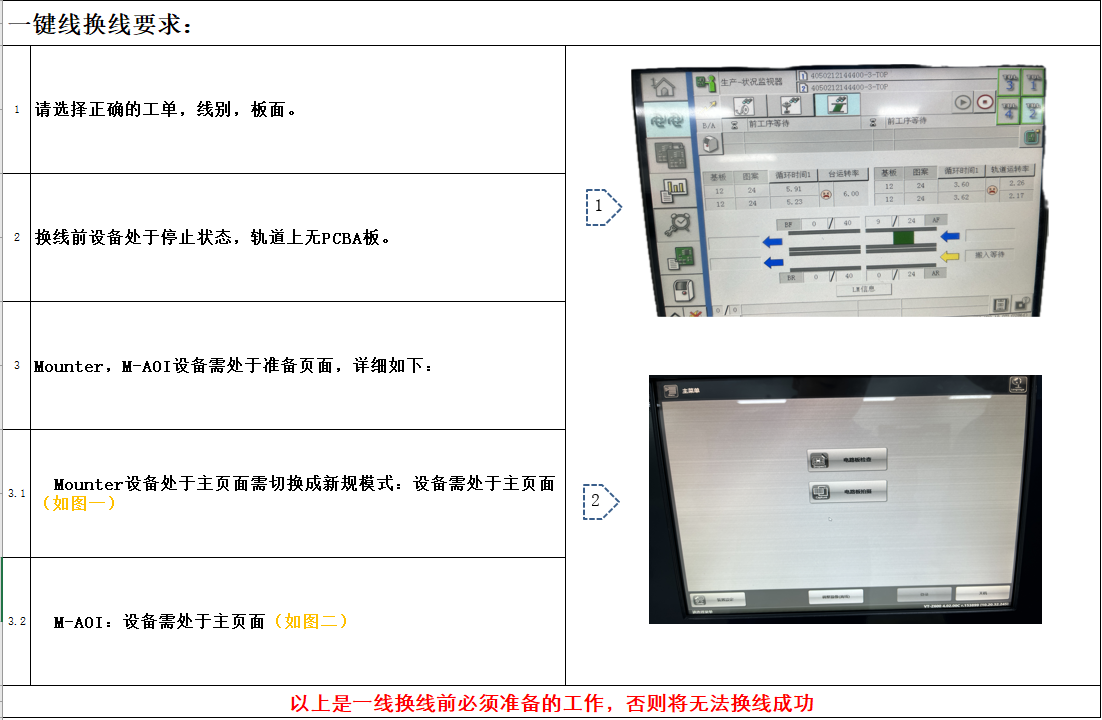 一键线换线要求：
1 请选择正确的工单，线别，板面。
2 换线前设备处于停止状态，轨道上无PCBA板。
3 Mounter，M-AOI设备需处于准备页面，详细如下：
3.1 Mounter设备处于主页面需切换成新规模式：设备需处于主页面
（如图一）
3.2 M-AOI：设备需处于主页面（如图二）
1
生产-状况监视器
1 4050212144400-3-TOP
2 4050212144400-3-TOP
3 1
4 2
B/A 前工序等待 前工序等待
基板 图案 循环时间1 台运转率 基板 图案 循环时间1 轨道运转率
12 24 5.91 6.00 12 24 3.60 2.26
12 24 5.23 12 24 3.62 2.17
BF 0 / 40 9 / 24 AF
搬入等待
BR 0 / 40 0 / 24 AR
LM信息
0 / 0
2
主菜单
电路板检查
电路板拍摄
以上是一线换线前必须准备的工作，否则将无法换线成功